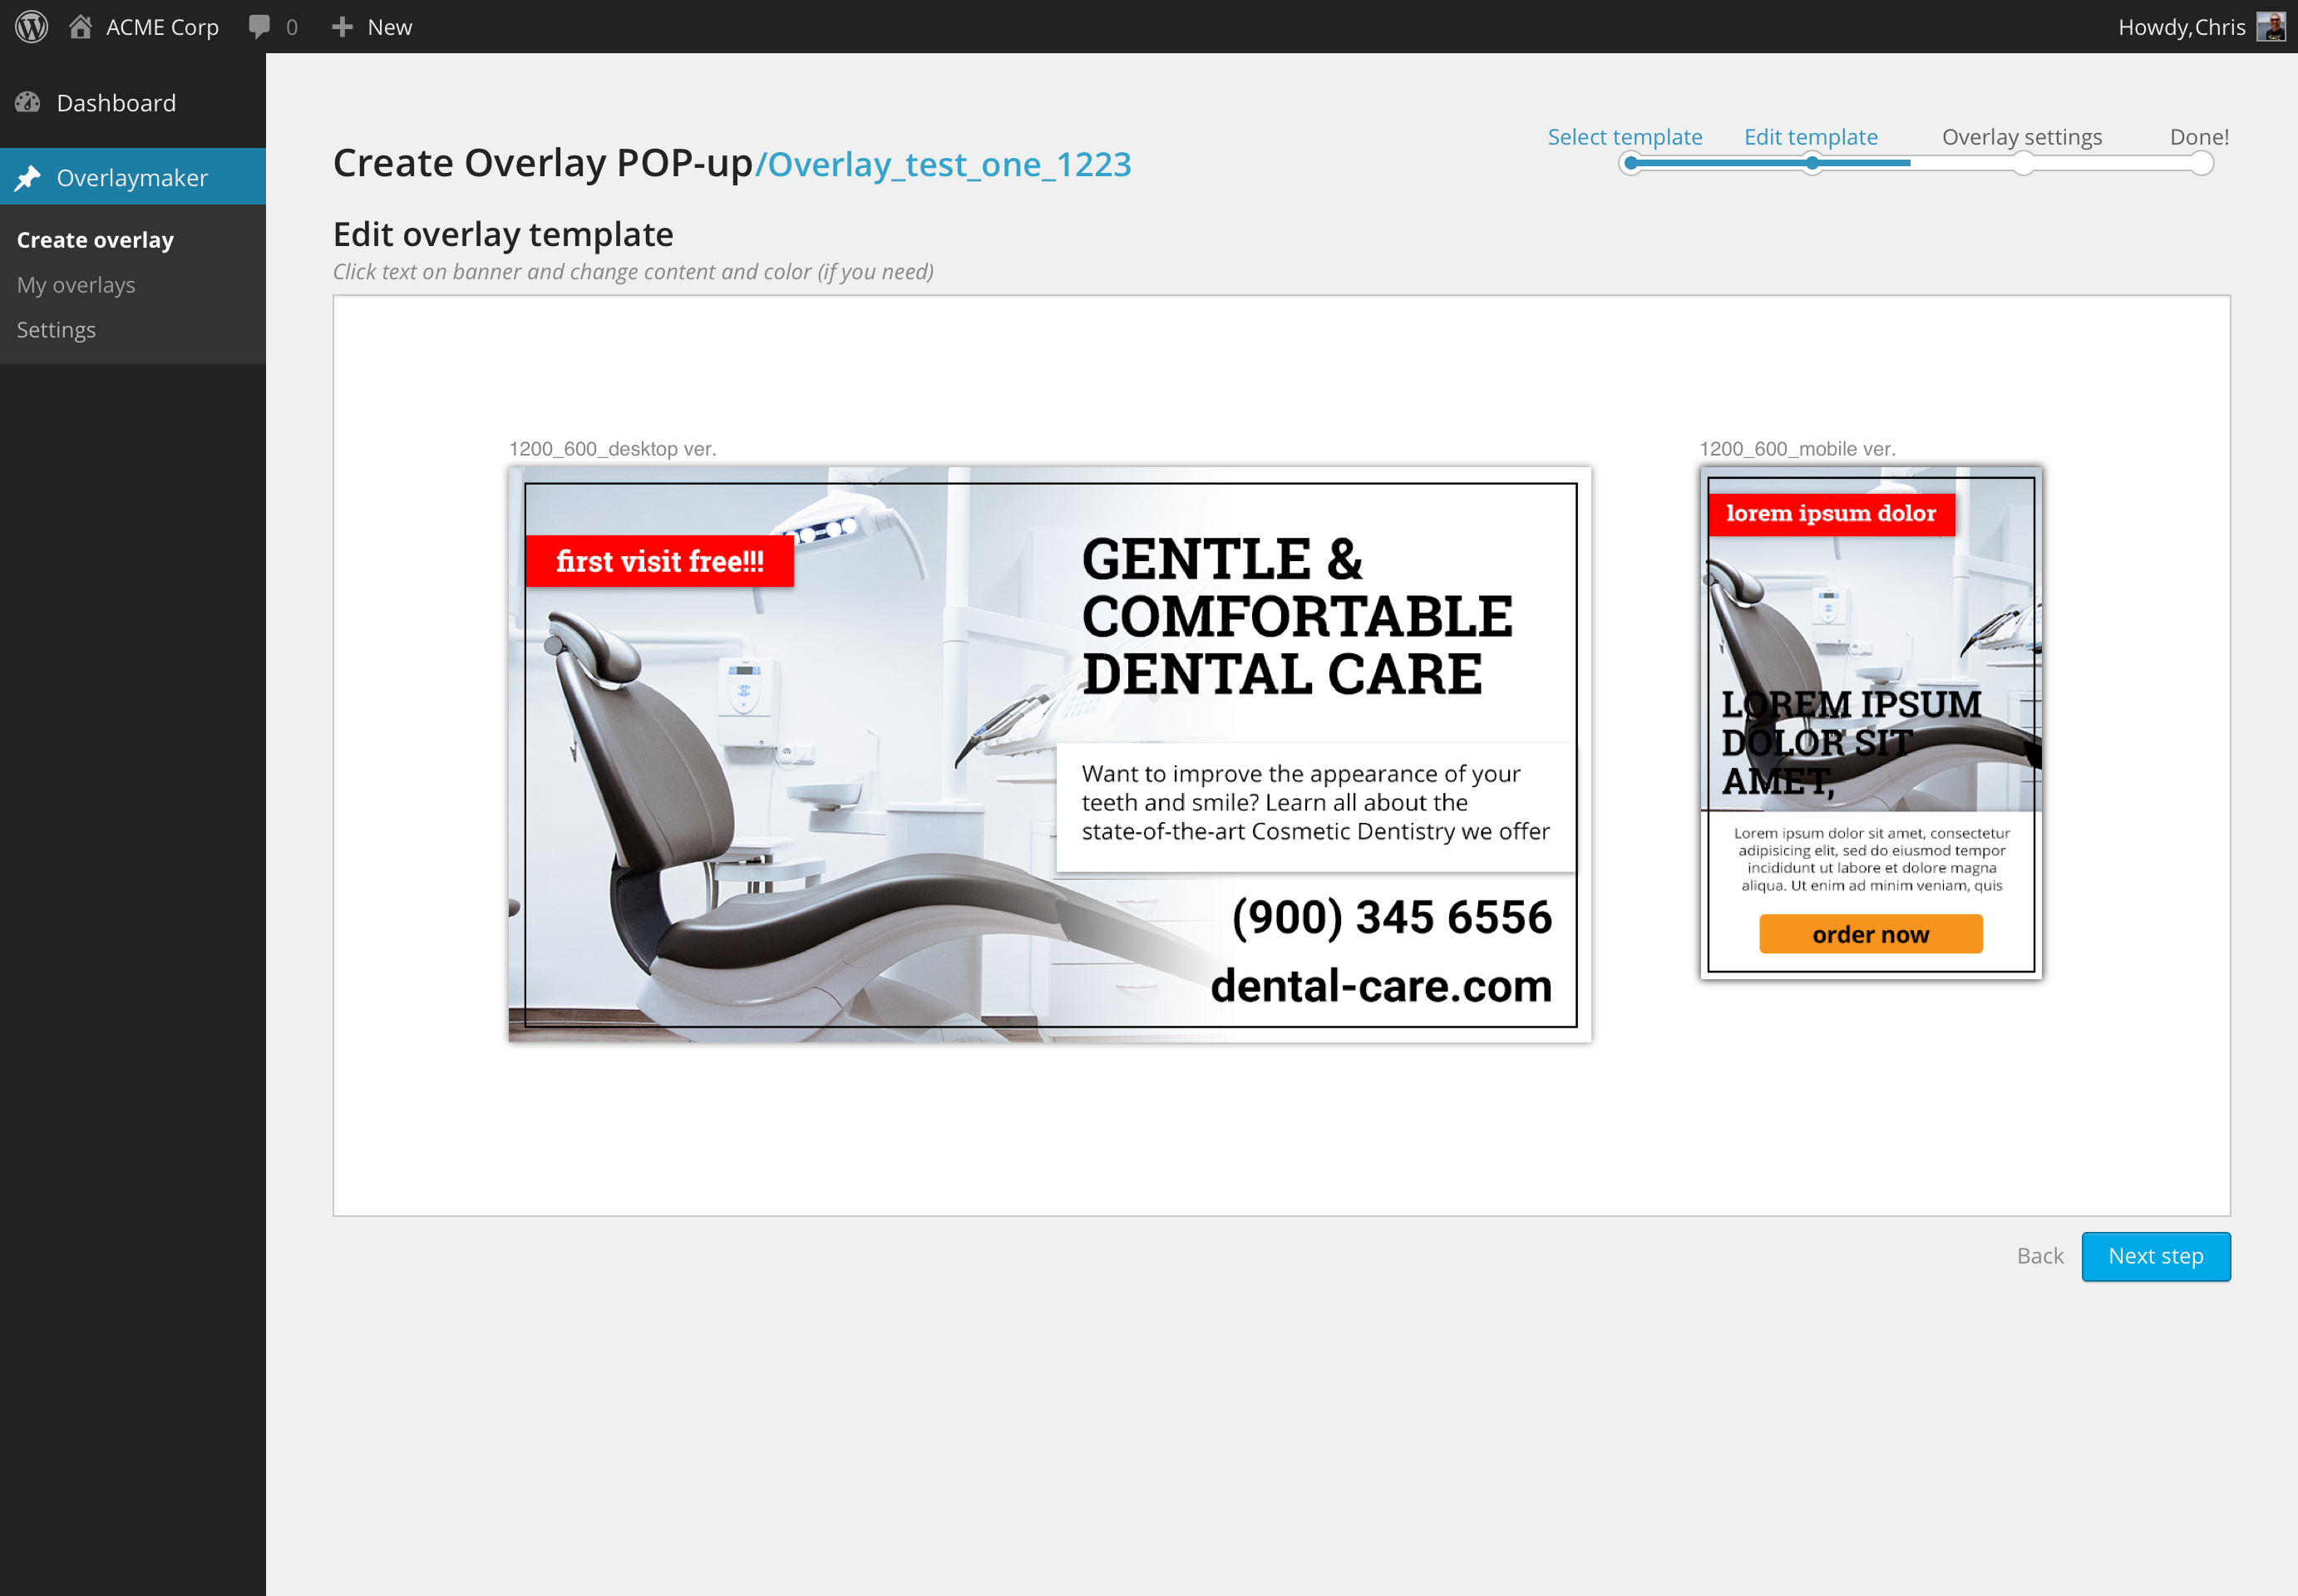 ACME Corp 0 New Howdy,Chris
Dashboard
Overlaymaker
Create overlay
My overlays
Settings
Select template Edit template Overlay settings Done!
Create Overlay POP-up/Overlay_test_one_1223
Edit overlay template
Click text on banner and change content and color (if you need)
1200_600_desktop ver.
first visit free!!!
GENTLE &
COMFORTABLE
DENTAL CARE
Want to improve the appearance of your
teeth and smile? Learn all about the
state-of-the-art Cosmetic Dentistry we offer
(900) 345 6556
dental-care.com
1200_600_mobile ver.
lorem ipsum dolor
LOREM IPSUM
DOLOR SIT
AMET,
Lorem ipsum dolor sit amet, consectetur
adipisicing elit, sed do eiusmod tempor
incididunt ut labore et dolore magna
aliqua. Ut enim ad minim veniam, quis
order now
Back Next step